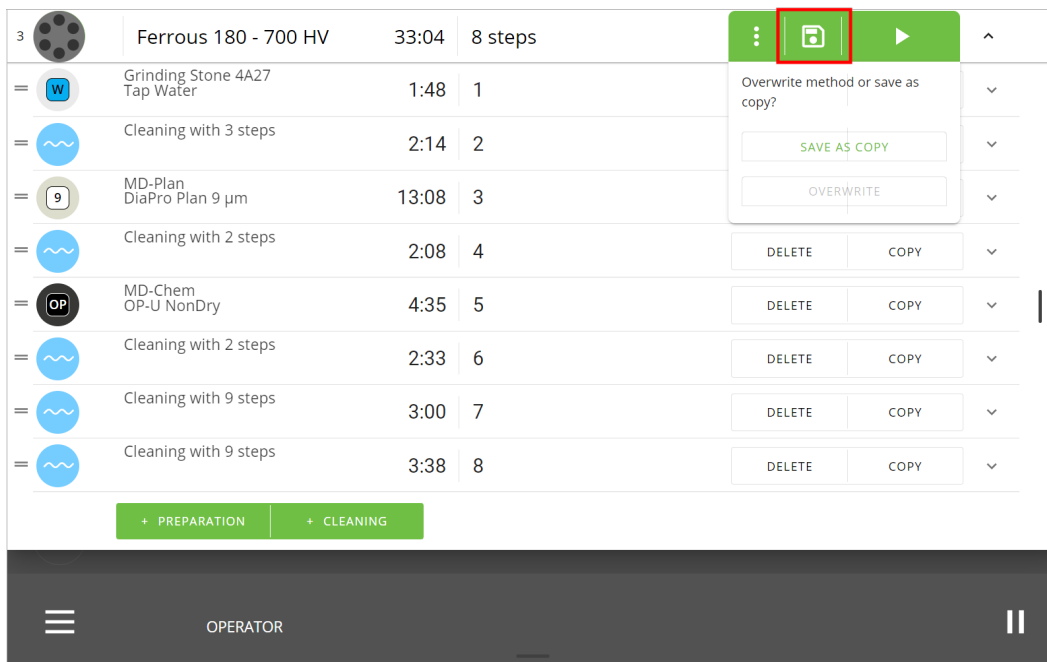 3 Ferrous 180 - 700 HV 33:04 8 steps
Overwrite method or save as
copy?
SAVE AS COPY
OVERWRITE
W Grinding Stone 4A27
Tap Water 1:48 1
Cleaning with 3 steps 2:14 2
9 MD-Plan
DiaPro Plan 9 µm 13:08 3
Cleaning with 2 steps 2:08 4 DELETE COPY
OP MD-Chem
OP-U NonDry 4:35 5 DELETE COPY
Cleaning with 2 steps 2:33 6 DELETE COPY
Cleaning with 9 steps 3:00 7 DELETE COPY
Cleaning with 9 steps 3:38 8 DELETE COPY
+ PREPARATION + CLEANING
OPERATOR